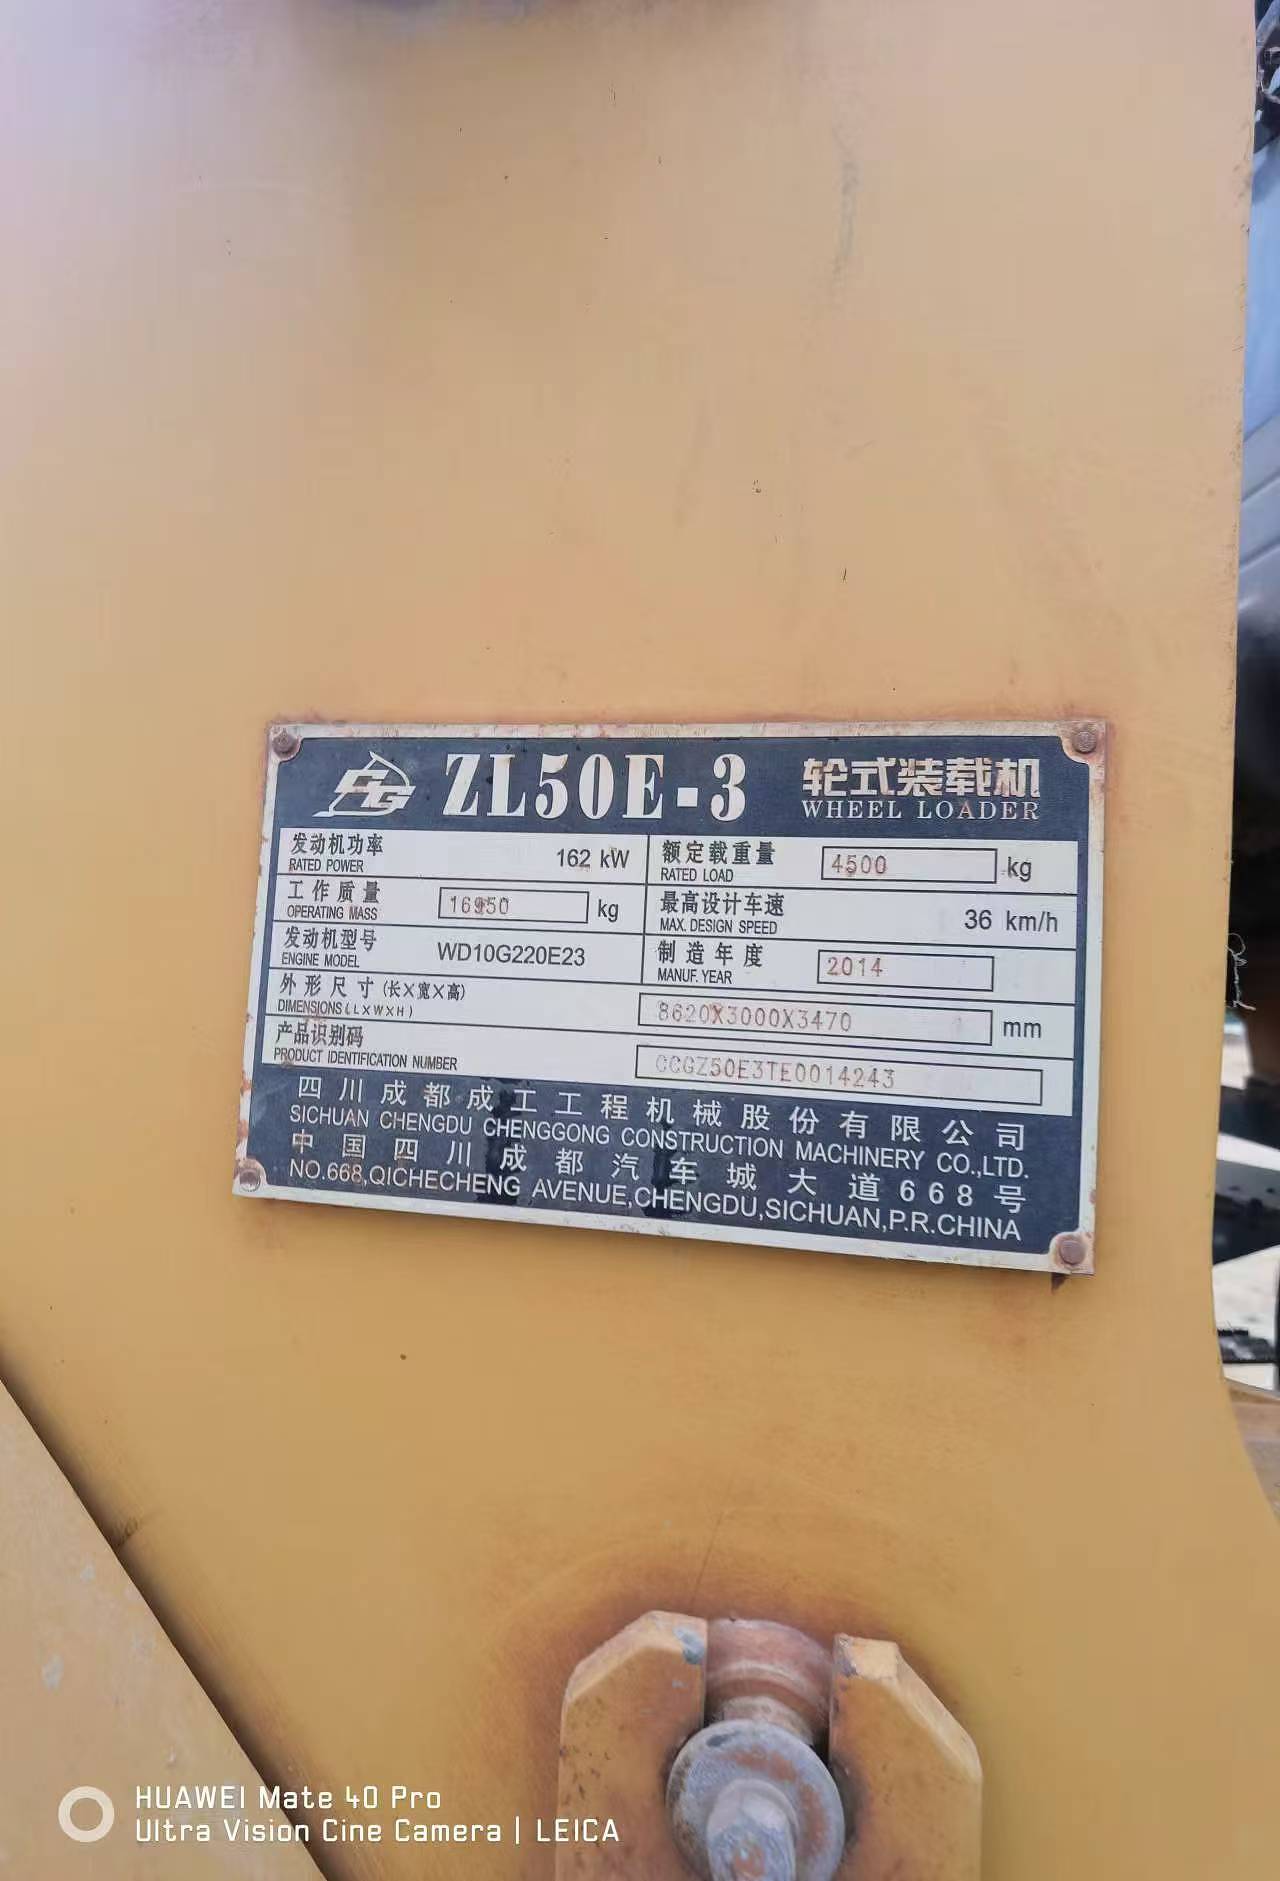 CG ZL50E-3 轮式装载机
WHEEL LOADER
发动机功率 162 kW 额定载重量 4500 kg
RATED POWER RATED LOAD
工作质量 16950 kg 最高设计车速 36 km/h
OPERATING MASS MAX. DESIGN SPEED
发动机型号 WD10G220E23 制造年度 2014
ENGINE MODEL MANUF. YEAR
外形尺寸(长×宽×高) 8620X3000X3470 mm
DIMENSIONS(L×W×H)
产品识别码 CCGZ50E3TE0014243
PRODUCT IDENTIFICATION NUMBER
四川成都成工工程机械股份有限公司
SICHUAN CHENGDU CHENGGONG CONSTRUCTION MACHINERY CO.,LTD.
中国四川成都汽车城大道668号
NO.668,QICHECHENG AVENUE,CHENGDU,SICHUAN,P.R.CHINA
HUAWEI Mate 40 Pro
Ultra Vision Cine Camera | LEICA